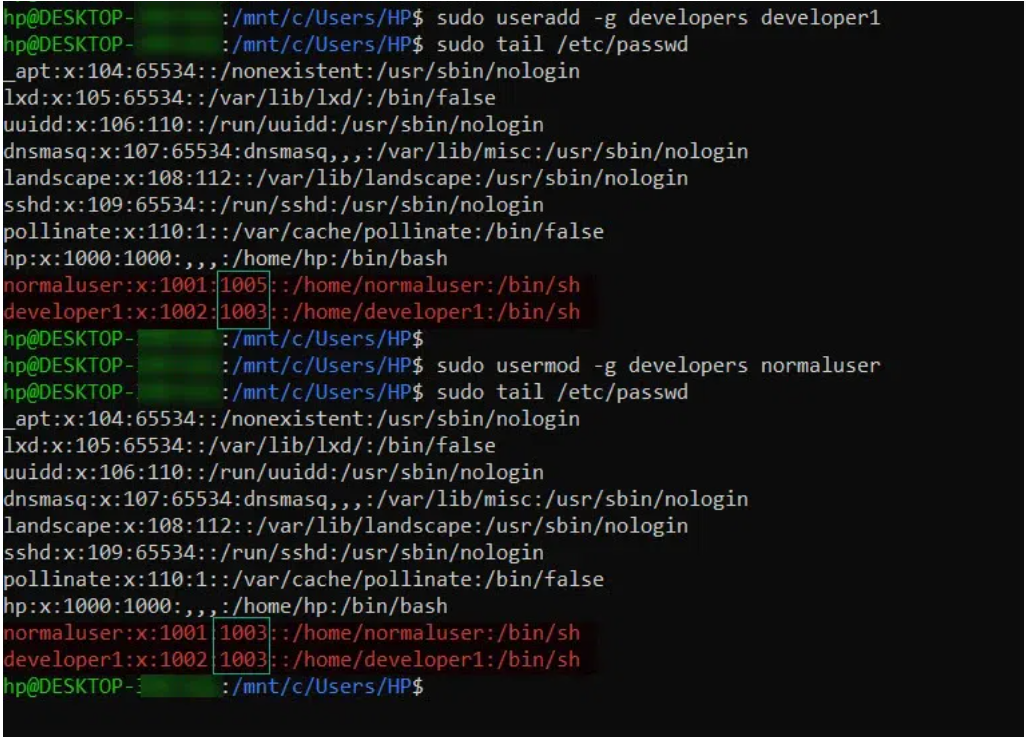 hp@DESKTOP- :/mnt/c/Users/HP$ sudo useradd -g developers developer1
hp@DESKTOP- :/mnt/c/Users/HP$ sudo tail /etc/passwd
_apt:x:104:65534::/nonexistent:/usr/sbin/nologin
lxd:x:105:65534::/var/lib/lxd/:/bin/false
uuidd:x:106:110::/run/uuidd:/usr/sbin/nologin
dnsmasq:x:107:65534:dnsmasq,,,:/var/lib/misc:/usr/sbin/nologin
landscape:x:108:112::/var/lib/landscape:/usr/sbin/nologin
sshd:x:109:65534::/run/sshd:/usr/sbin/nologin
pollinate:x:110:1::/var/cache/pollinate:/bin/false
hp:x:1000:1000:,,,:/home/hp:/bin/bash
normaluser:x:1001:1005::/home/normaluser:/bin/sh
developer1:x:1002:1003::/home/developer1:/bin/sh
hp@DESKTOP- :/mnt/c/Users/HP$
hp@DESKTOP- :/mnt/c/Users/HP$ sudo usermod -g developers normaluser
hp@DESKTOP- :/mnt/c/Users/HP$ sudo tail /etc/passwd
_apt:x:104:65534::/nonexistent:/usr/sbin/nologin
lxd:x:105:65534::/var/lib/lxd/:/bin/false
uuidd:x:106:110::/run/uuidd:/usr/sbin/nologin
dnsmasq:x:107:65534:dnsmasq,,,:/var/lib/misc:/usr/sbin/nologin
landscape:x:108:112::/var/lib/landscape:/usr/sbin/nologin
sshd:x:109:65534::/run/sshd:/usr/sbin/nologin
pollinate:x:110:1::/var/cache/pollinate:/bin/false
hp:x:1000:1000:,,,:/home/hp:/bin/bash
normaluser:x:1001:1003::/home/normaluser:/bin/sh
developer1:x:1002:1003::/home/developer1:/bin/sh
hp@DESKTOP- :/mnt/c/Users/HP$